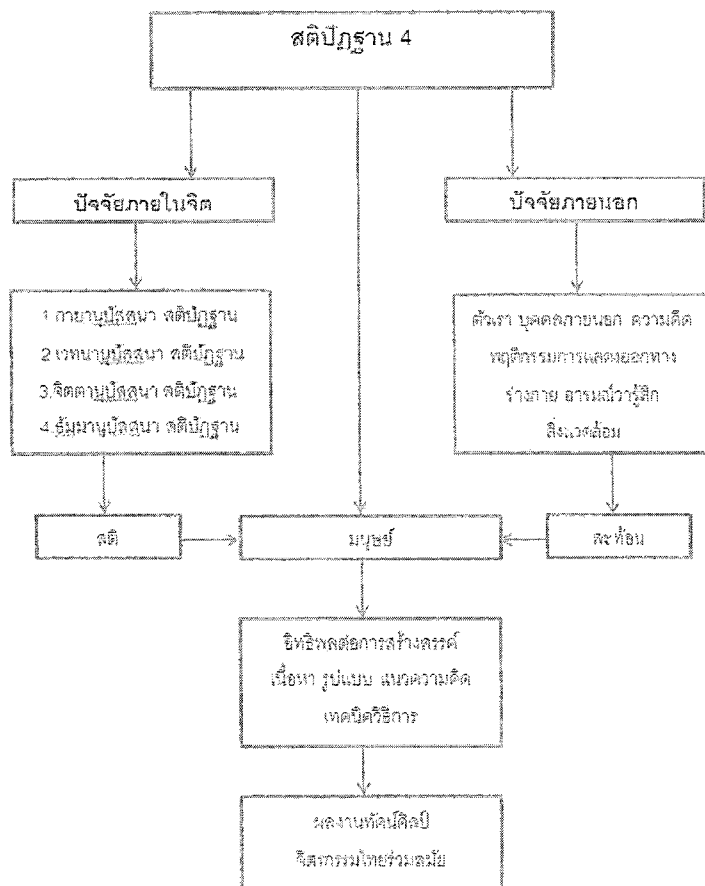 สติปัฏฐาน 4
ปัจจัยภายในจิต
ปัจจัยภายนอก
1.กายานุปัสสนา สติปัฏฐาน
2.เวทนานุปัสสนา สติปัฏฐาน
3.จิตตานุปัสสนา สติปัฏฐาน
4.ธัมมานุปัสสนา สติปัฏฐาน
ตัวเรา บุคคลภายนอก ความคิด
พฤติกรรมการแสดงออกทาง
ร่างกาย อารมณ์วารู้สึก
สิ่งแวดล้อม
สติ
มนุษย์
สะท้อน
อิทธิพลต่อการสร้างสรรค์
เนื้อหา รูปแบบ แนวความคิด
เทคนิควิธีการ
ผลงานทัศน์ศิลป์
จิตรกรรมไทยร่วมสมัย